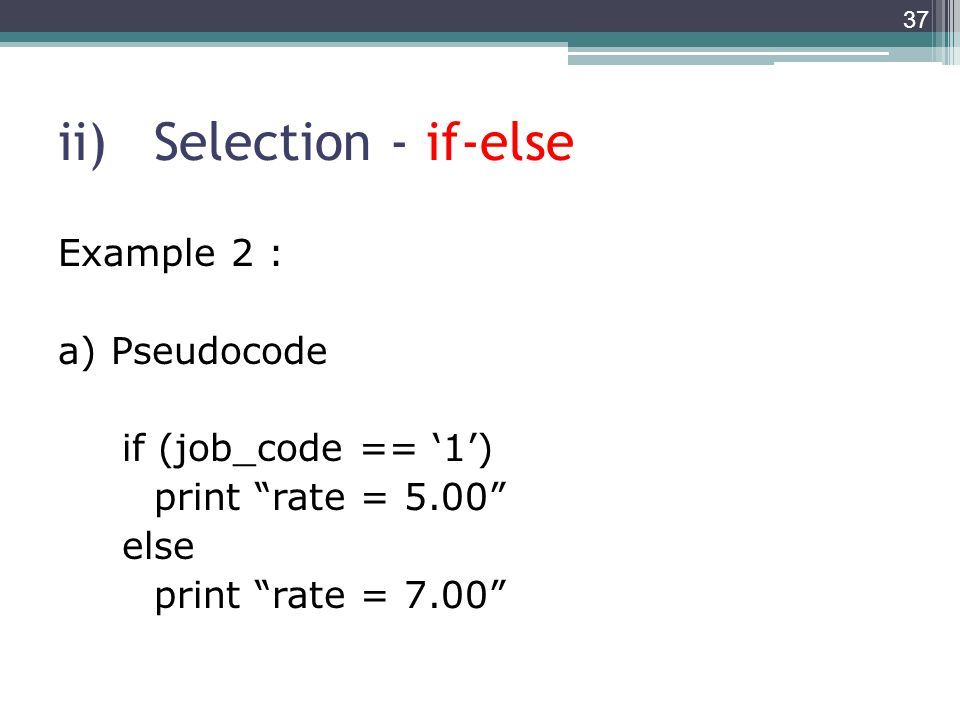 37
ii) Selection - if-else
Example 2 :
a) Pseudocode
if (job_code == ‘1’)
print “rate = 5.00”
else
print “rate = 7.00”